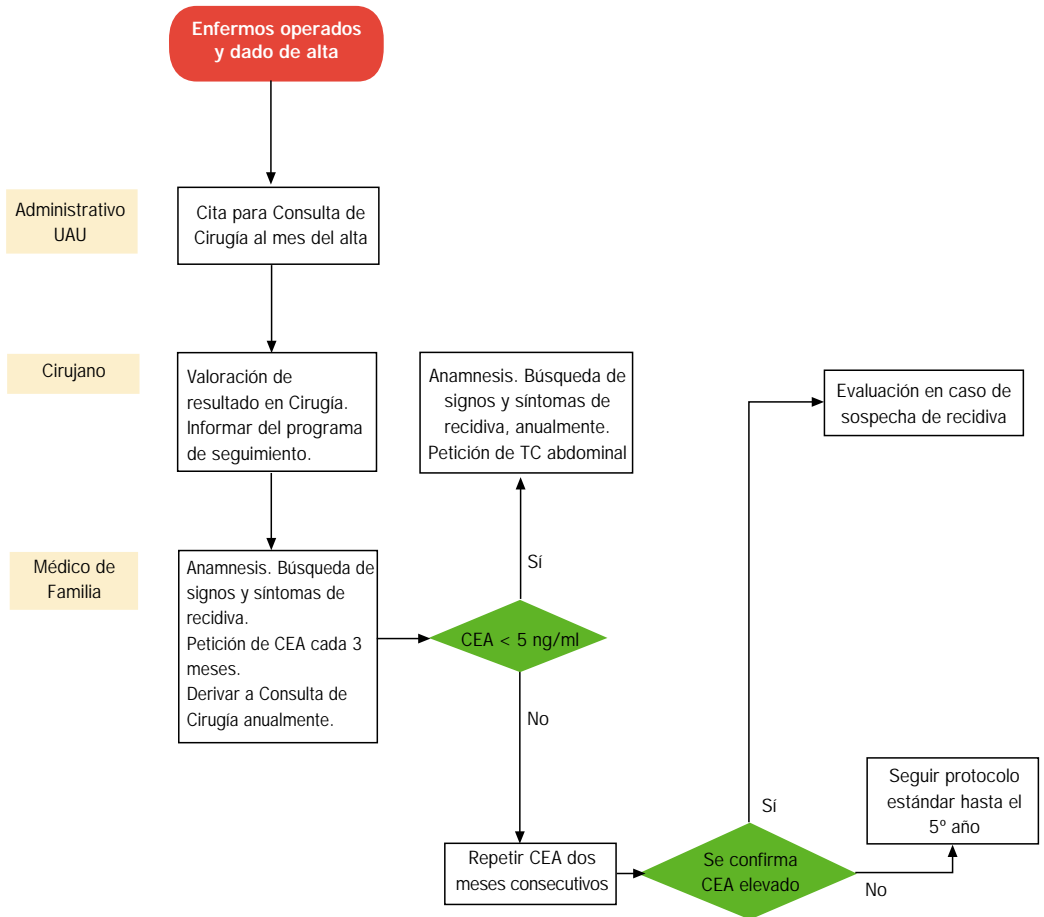 Enfermos operados
y dado de alta
Administrativo
UAU
Cita para Consulta de
Cirugía al mes del alta
Cirujano
Valoración de
resultado en Cirugía.
Informar del programa
de seguimiento.
Anamnesis. Búsqueda de
signos y síntomas de
recidiva, anualmente.
Petición de TC abdominal
Evaluación en caso de
sospecha de recidiva
Médico de
Familia
Anamnesis. Búsqueda de
signos y síntomas de
recidiva.
Petición de CEA cada 3
meses.
Derivar a Consulta de
Cirugía anualmente.
Sí
CEA < 5 ng/ml
No
Repetir CEA dos
meses consecutivos
Sí
Se confirma
CEA elevado
No
Seguir protocolo
estándar hasta el
5º año